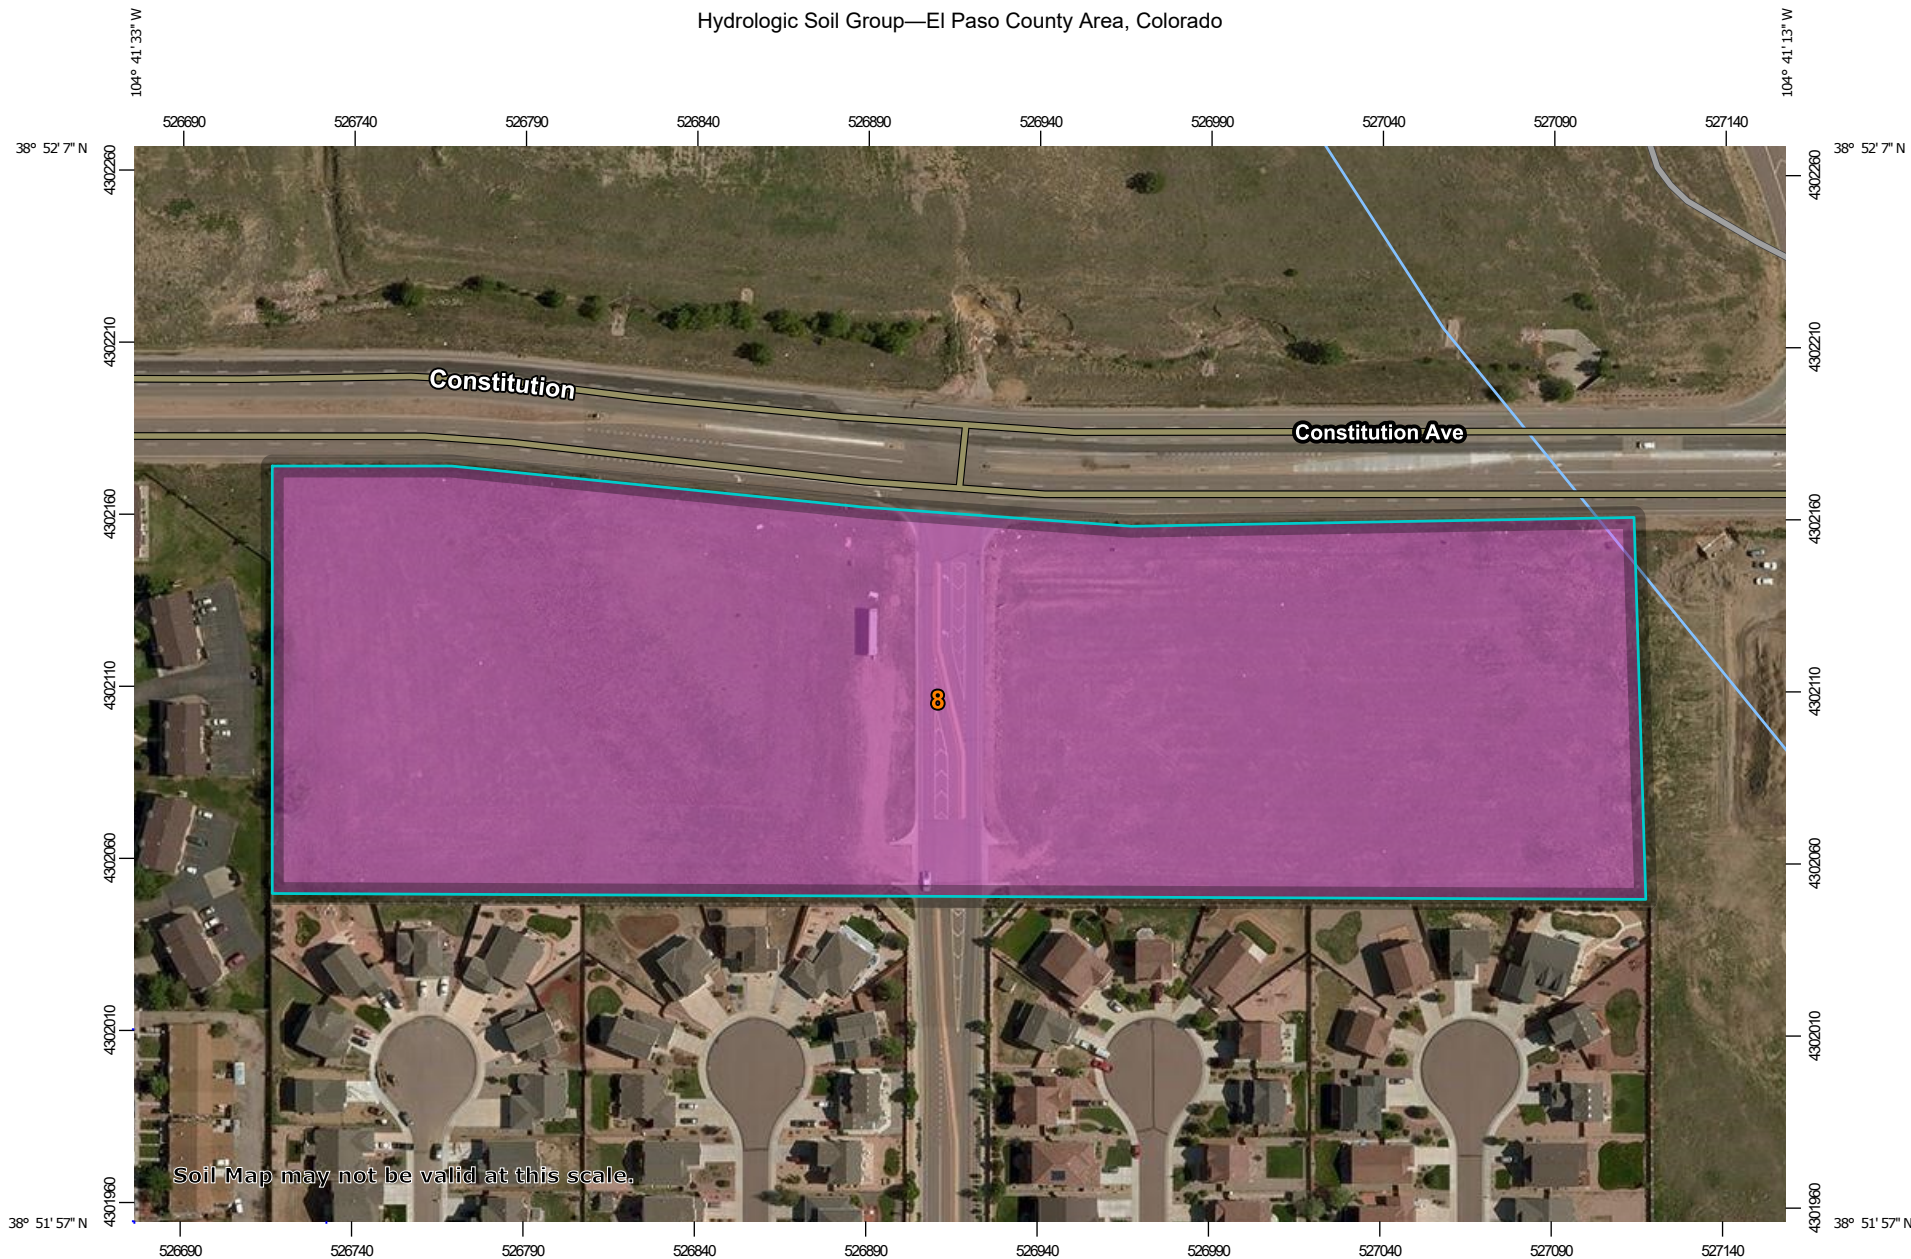 Hydrologic Soil Group—El Paso County Area, Colorado
104° 41' 33" W
104° 41' 13" W
526690 526740 526790 526840 526890 526940 526990 527040 527090 527140
38° 52' 7" N
38° 52' 7" N
4302260
4302260
4302210
4302210
Constitution
Constitution Ave
4302160
4302160
4302110
4302110
8
4302060
4302060
4302010
4302010
Soil Map may not be valid at this scale.
4301960
4301960
38° 51' 57" N
38° 51' 57" N
526690 526740 526790 526840 526890 526940 526990 527040 527090 527140